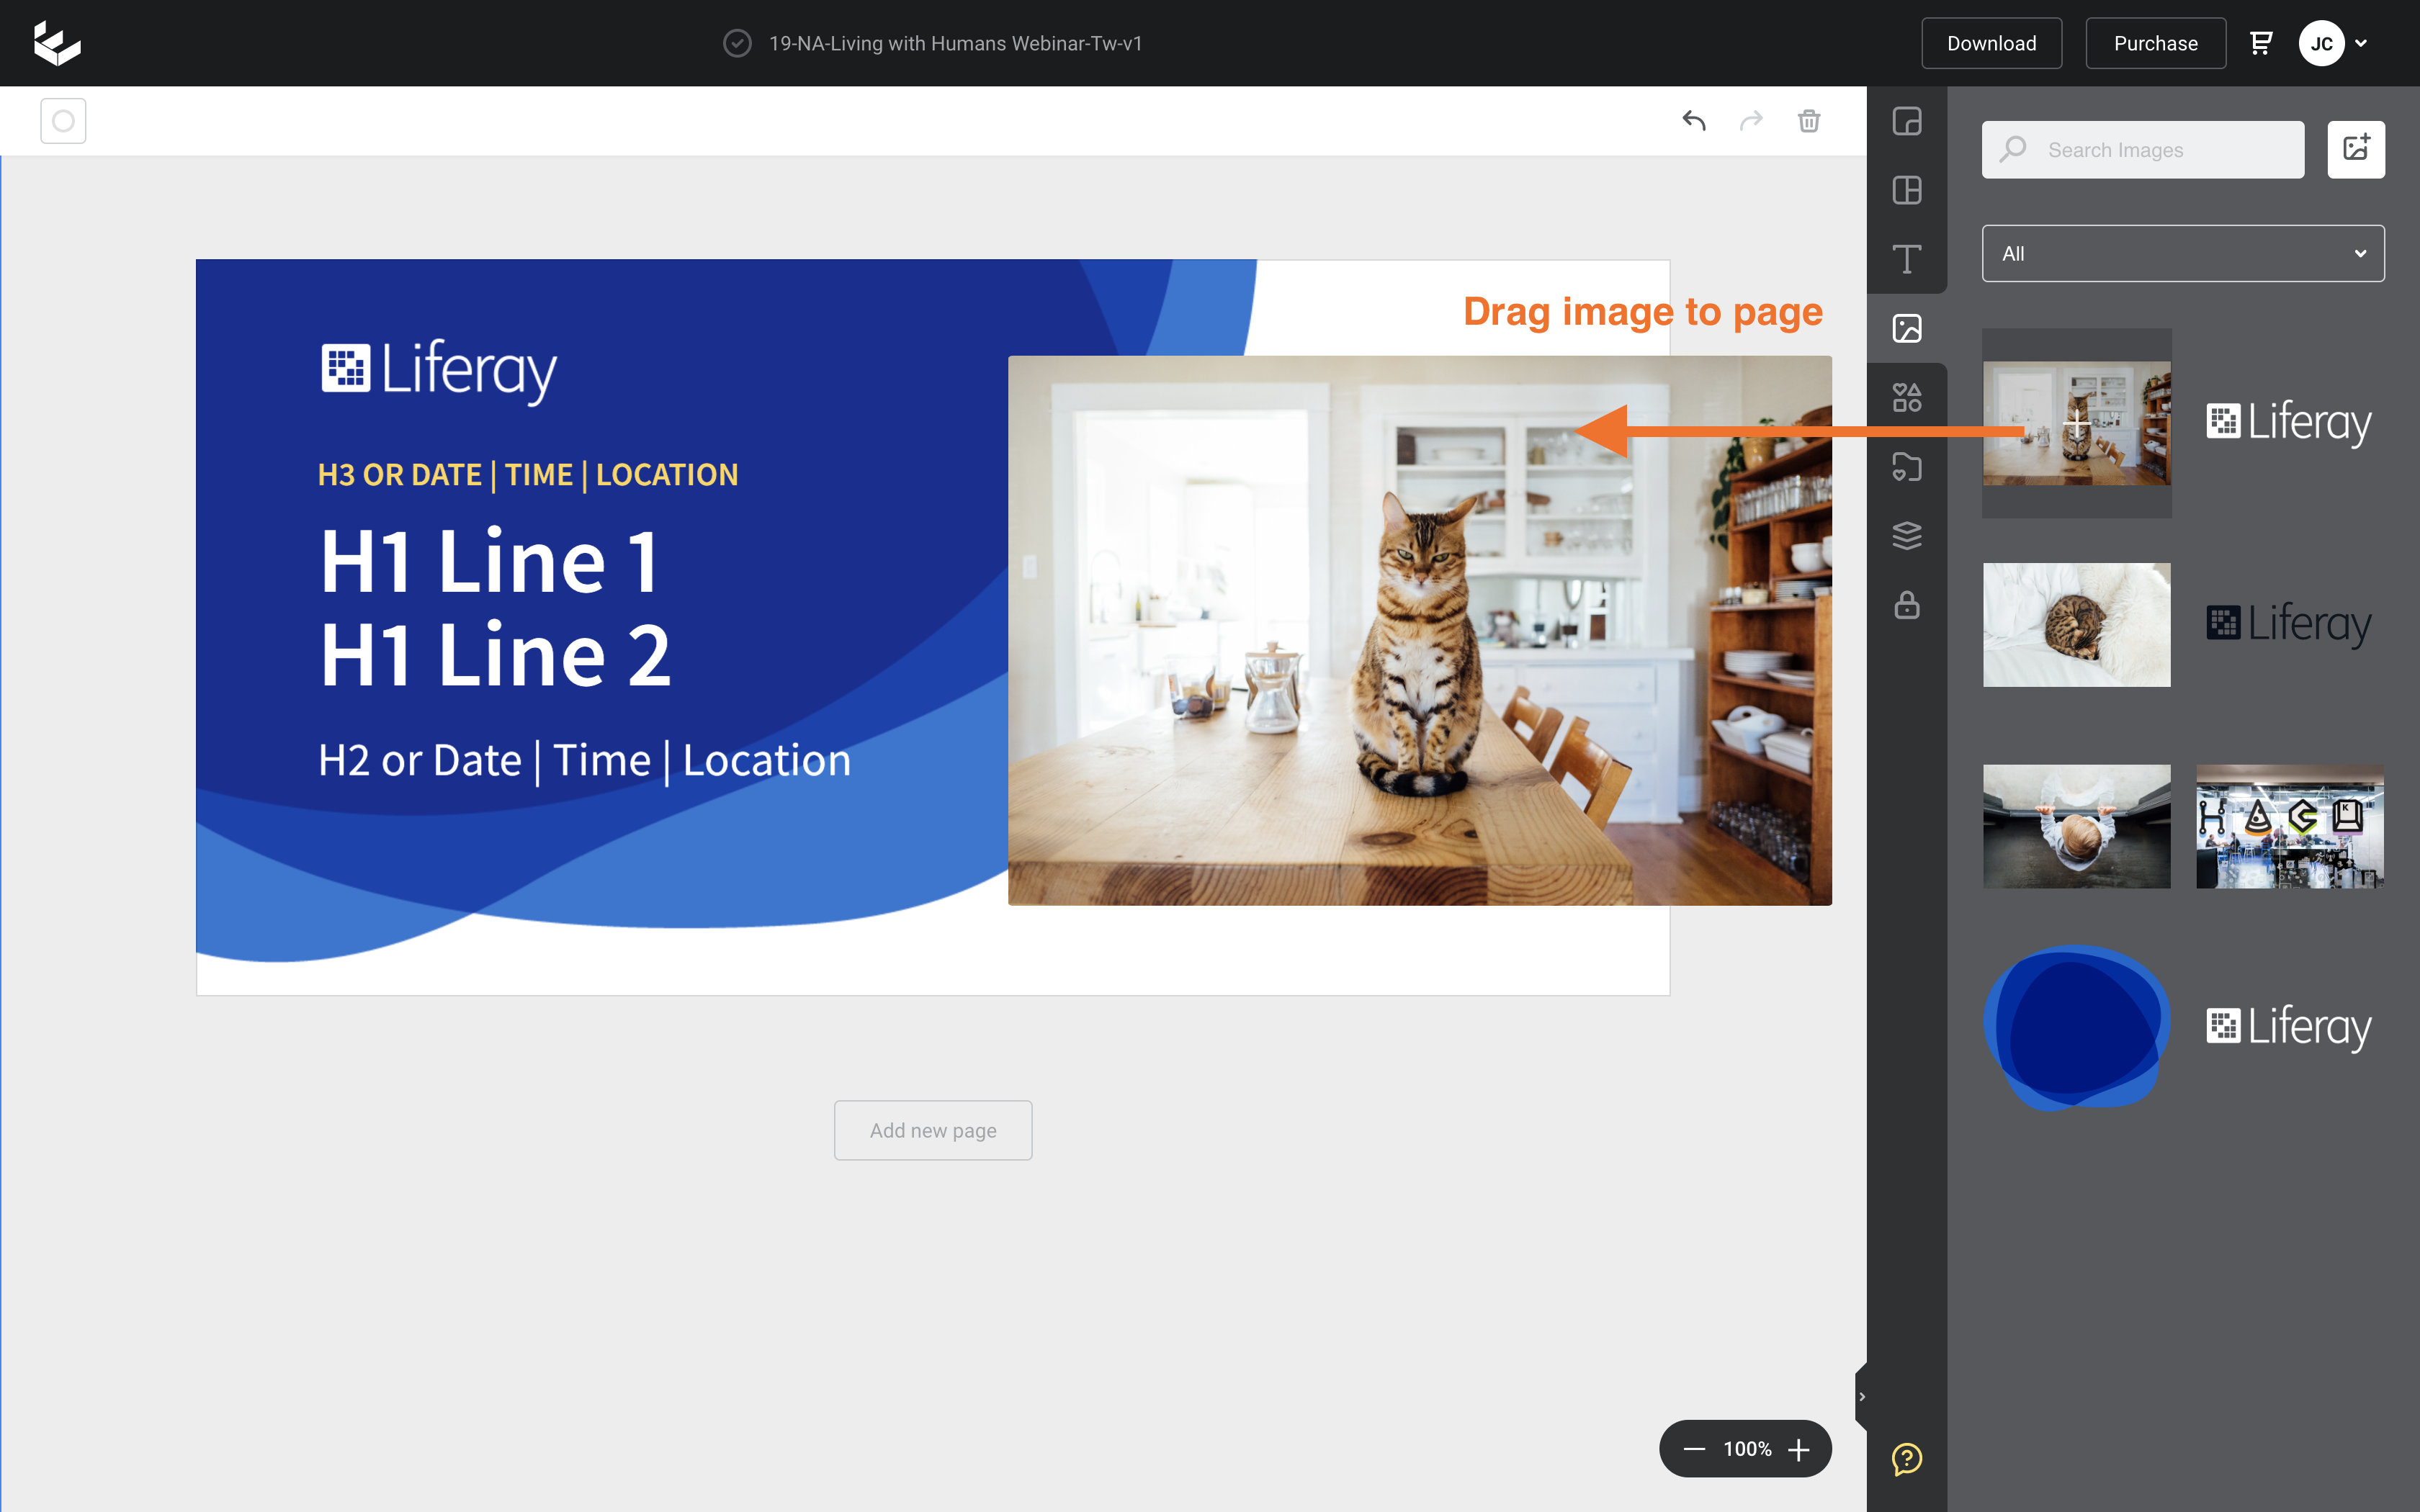 19-NA-Living with Humans Webinar-Tw-v1
Download
Purchase
JC
Search Images
All
Drag image to page
Liferay
H3 OR DATE | TIME | LOCATION
H1 Line 1
H1 Line 2
H2 or Date | Time | Location
Liferay
Liferay
HACK
Liferay
Add new page
100%